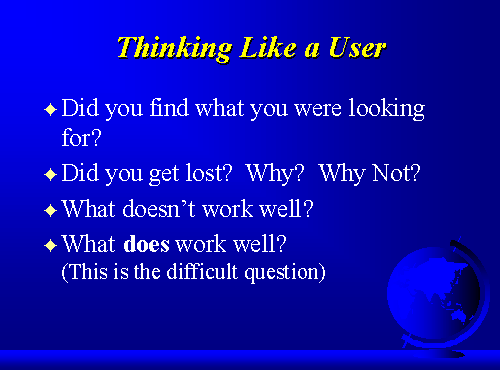 Thinking Like a User
Did you find what you were looking
for?
Did you get lost?  Why?  Why Not?
What doesn’t work well?
What does work well?
(This is the difficult question)